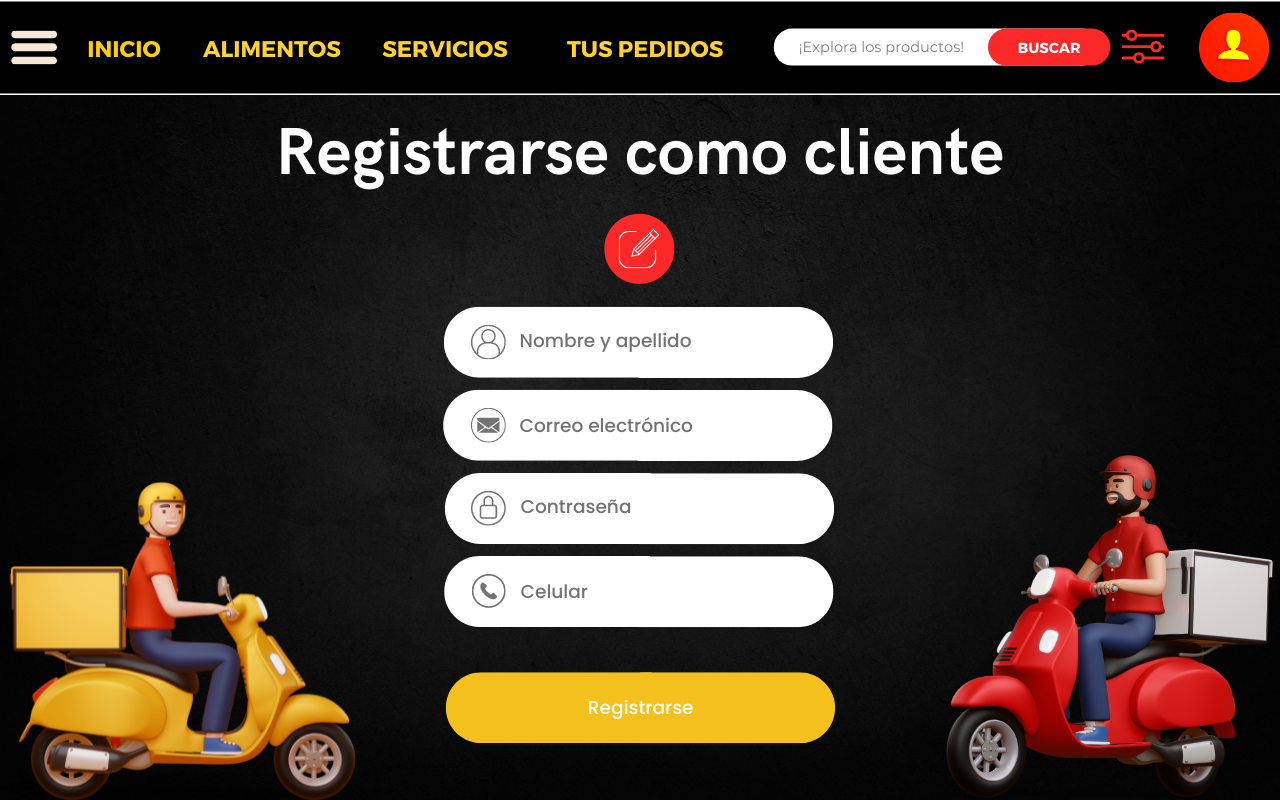 INICIO
ALIMENTOS
SERVICIOS
TUS PEDIDOS
¡Explora los productos!
BUSCAR
Registrarse como cliente
Nombre y apellido
Correo electrónico
Contraseña
Celular
Registrarse